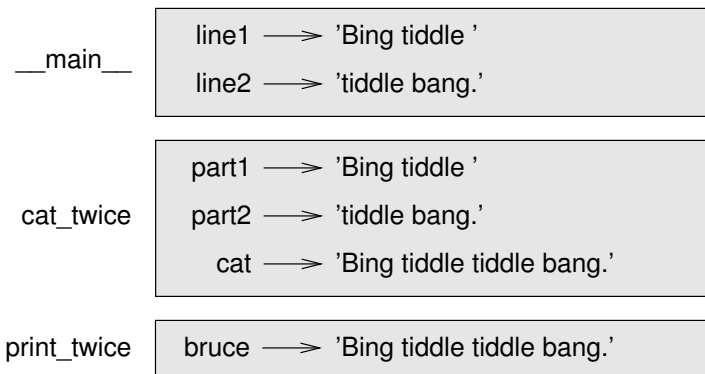 __main__
line1 ’Bing tiddle ’
line2 ’tiddle bang.’
cat_twice
part1 ’Bing tiddle ’
part2 ’tiddle bang.’
cat ’Bing tiddle tiddle bang.’
print_twice
bruce ’Bing tiddle tiddle bang.’